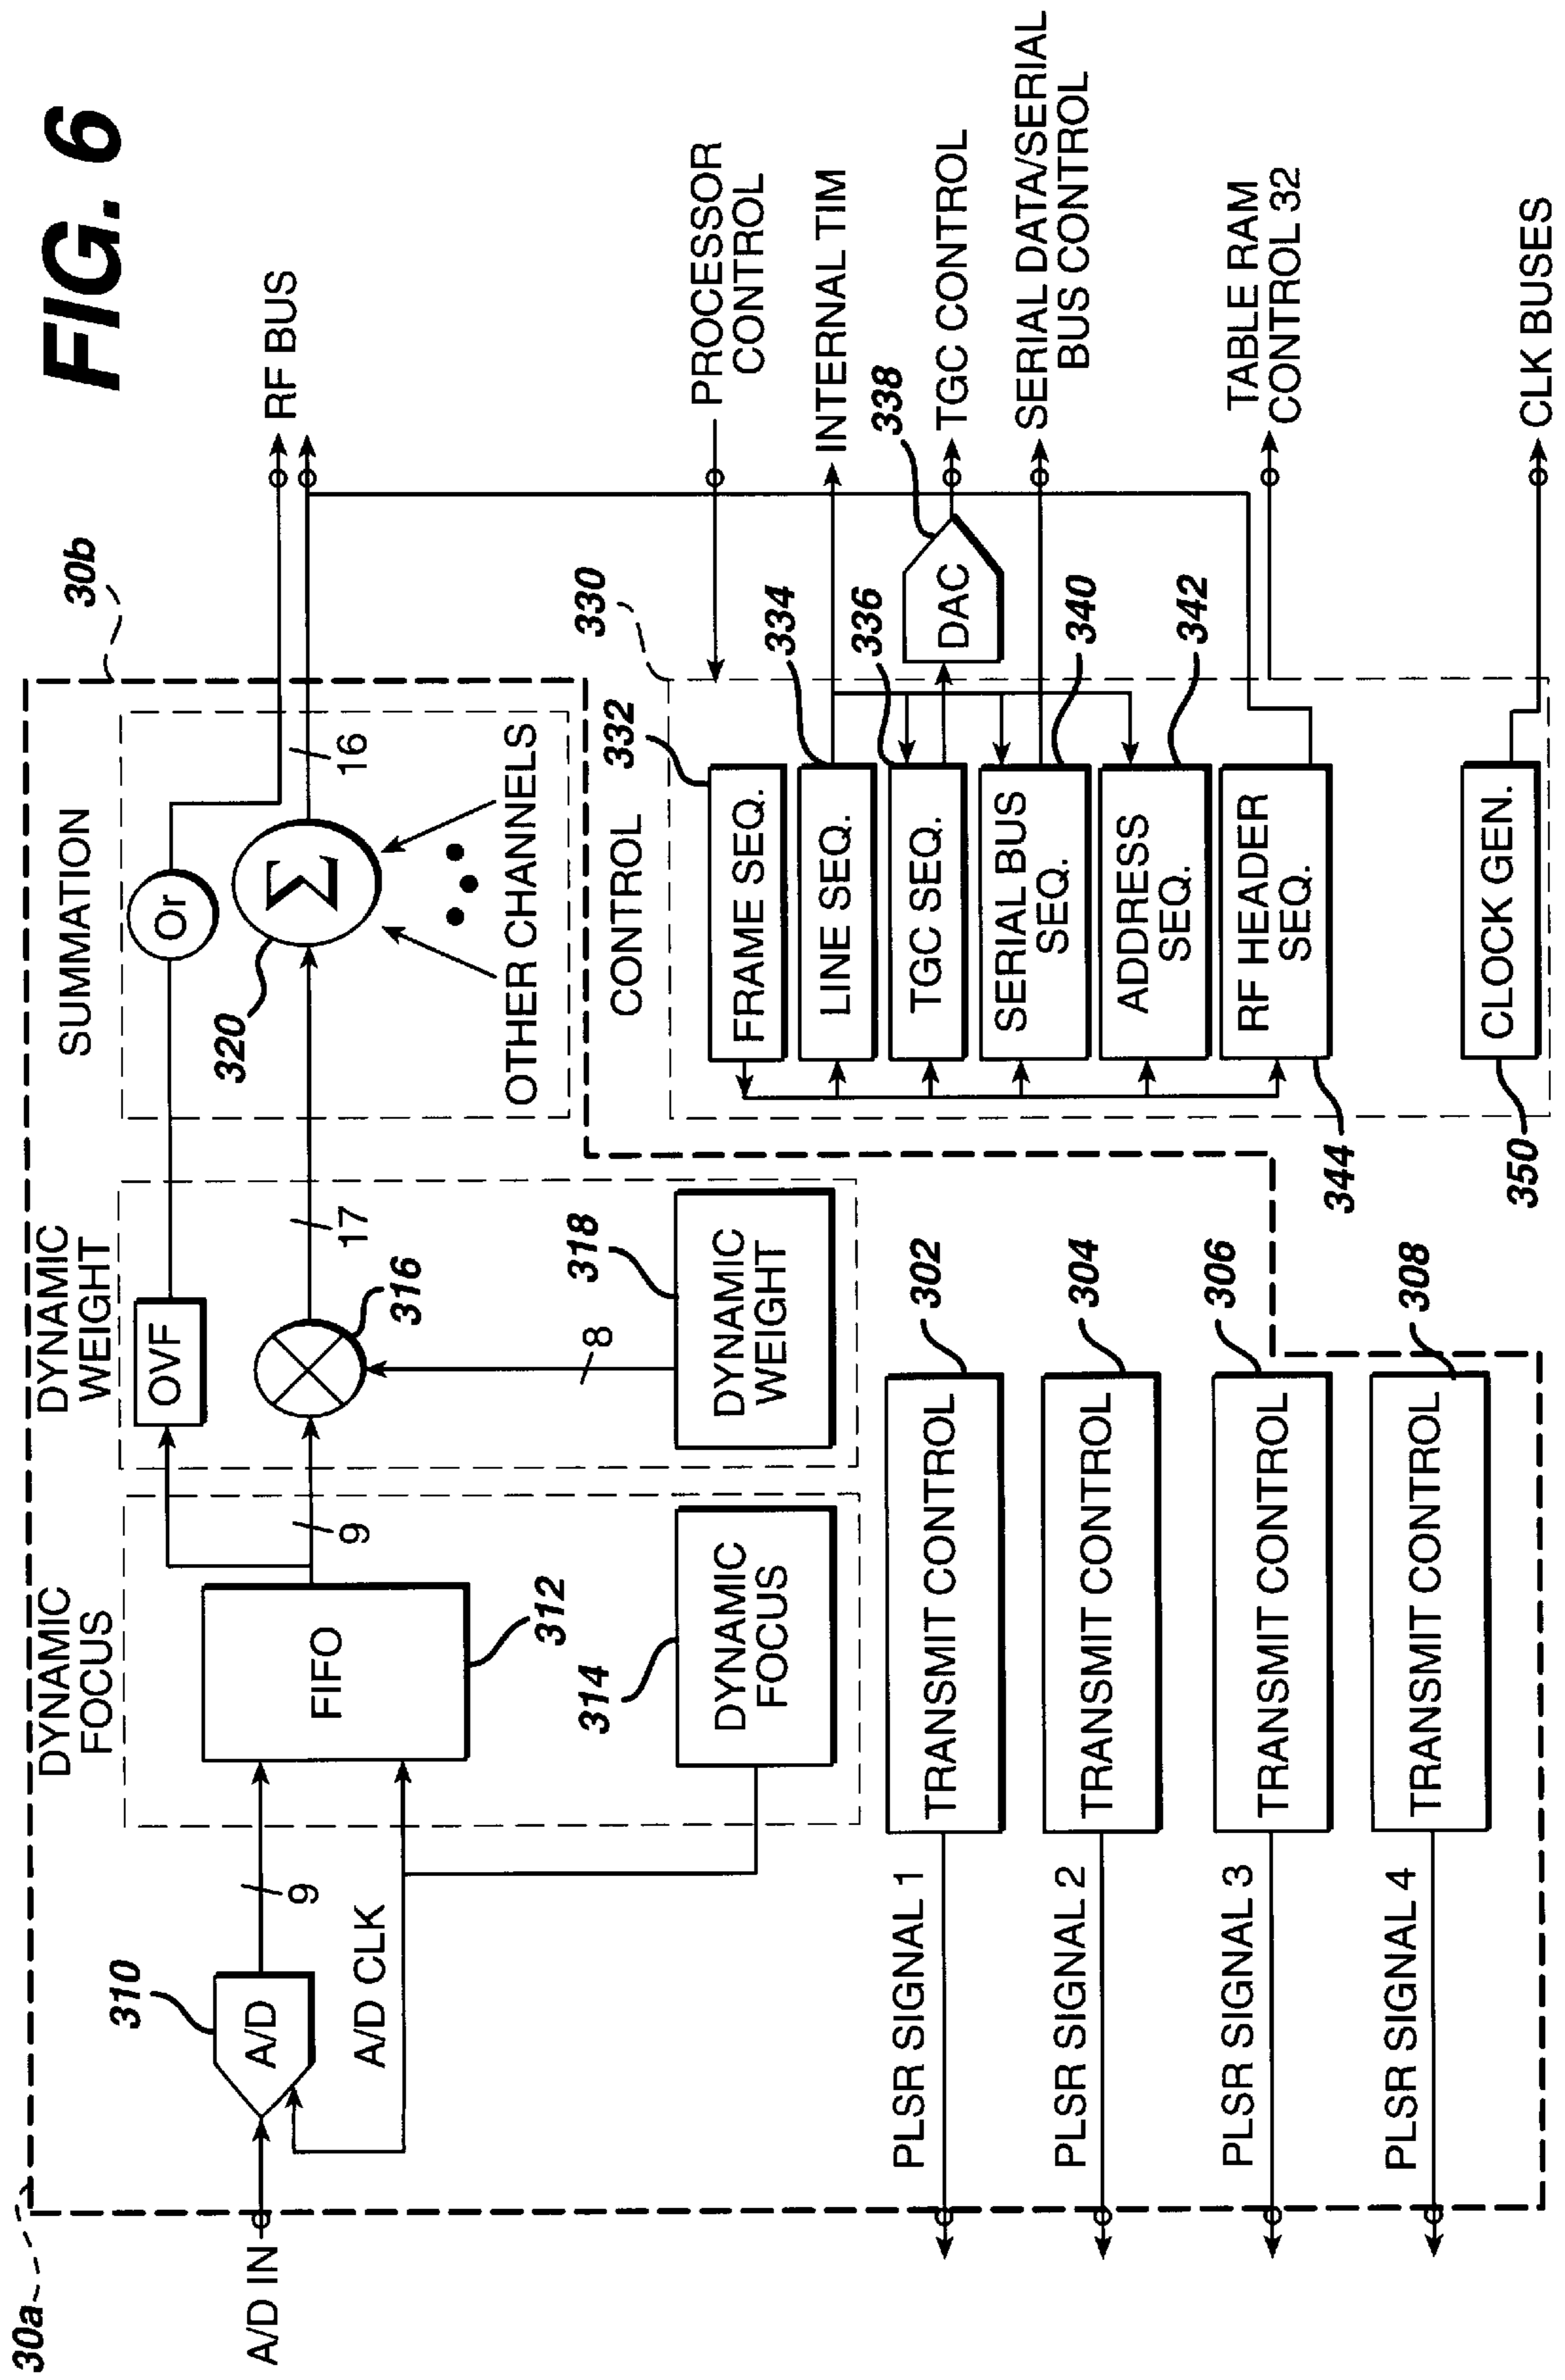 FIG. 6
30a
30b
A/D IN
310
A/D
9
A/D CLK
DYNAMIC
FOCUS
FIFO
312
9
314
DYNAMIC
FOCUS
DYNAMIC
WEIGHT
OVF
316
17
8
318
DYNAMIC
WEIGHT
SUMMATION
Or
Σ
320
16
OTHER CHANNELS
RF BUS
PLSR SIGNAL 1
TRANSMIT CONTROL
302
PLSR SIGNAL 2
TRANSMIT CONTROL
304
PLSR SIGNAL 3
TRANSMIT CONTROL
306
PLSR SIGNAL 4
TRANSMIT CONTROL
308
CONTROL
330
332
FRAME SEQ.
334
LINE SEQ.
336
TGC SEQ.
338
DAC
SERIAL BUS
SEQ.
340
ADDRESS
SEQ.
342
RF HEADER
SEQ.
344
CLOCK GEN.
350
PROCESSOR
CONTROL
INTERNAL TIM
TGC CONTROL
SERIAL DATA/SERIAL
BUS CONTROL
TABLE RAM
CONTROL 32
CLK BUSES